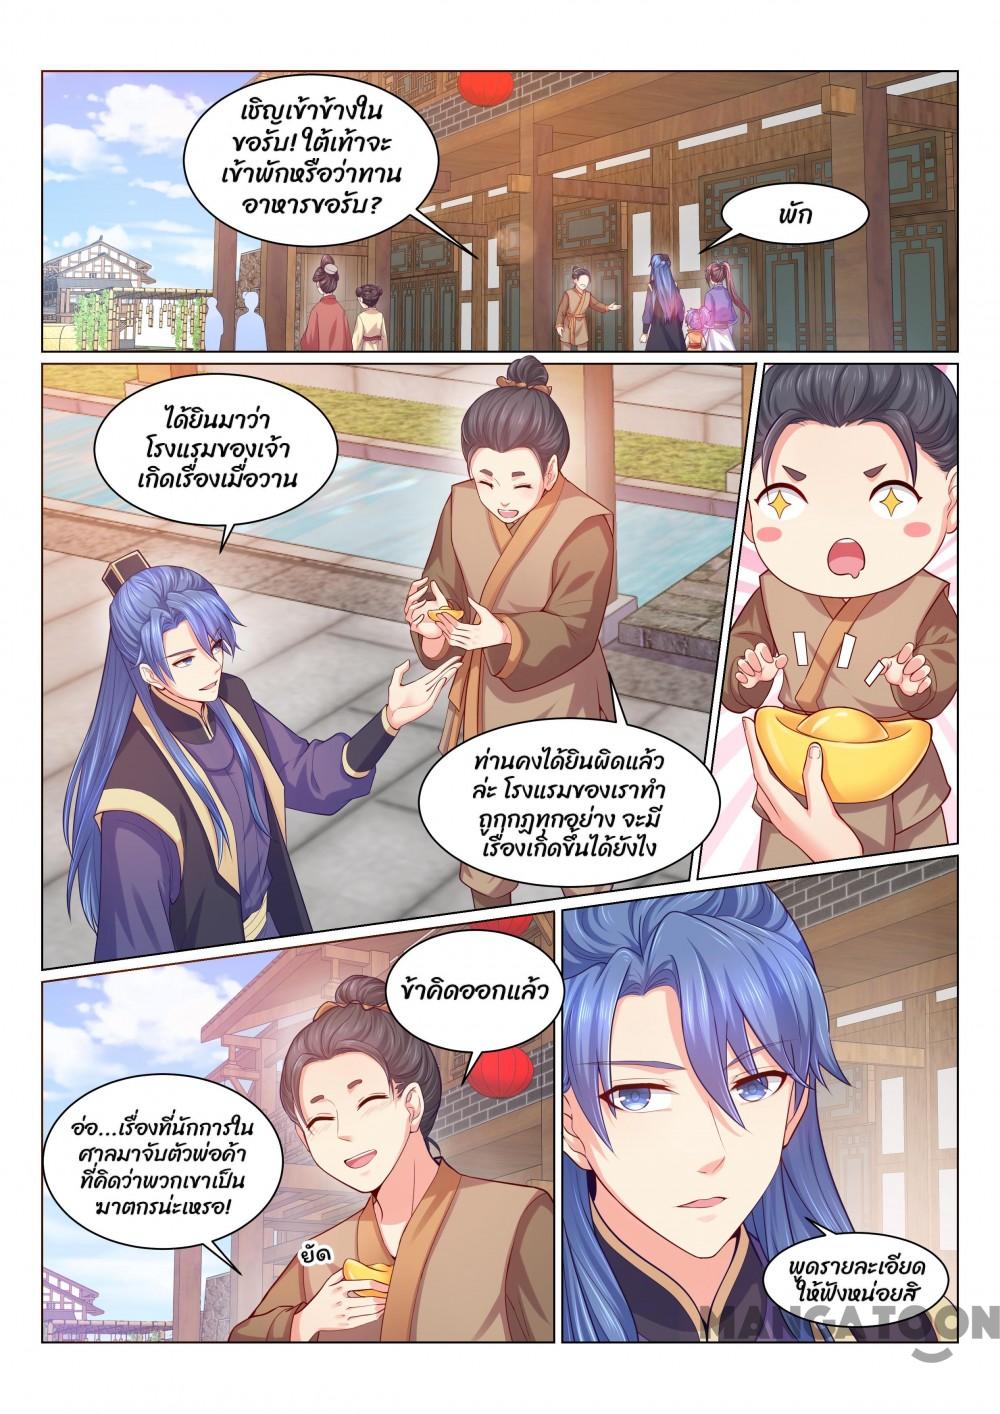 เชิญเข้าข้างใน
ขอรับ! ใต้เท้าจะ
เข้าพักหรือว่าทาน
อาหารขอรับ?
พัก
ได้ยินมาว่า
โรงแรมของเจ้า
เกิดเรื่องเมื่อวาน
ท่านคงได้ยินผิดแล้ว
ล่ะ โรงแรมของเราทำ
ถูกกฎทุกอย่าง จะมี
เรื่องเกิดขึ้นได้ยังไง
ข้าคิดออกแล้ว
อ๋อ...เรื่องที่นักการใน
ศาลมาจับตัวพ่อค้า
ที่คิดว่าพวกเขาเป็น
ฆาตกรน่ะเหรอ!
ยัด
พูดรายละเอียด
ให้ฟังหน่อยสิ
MANGATOON